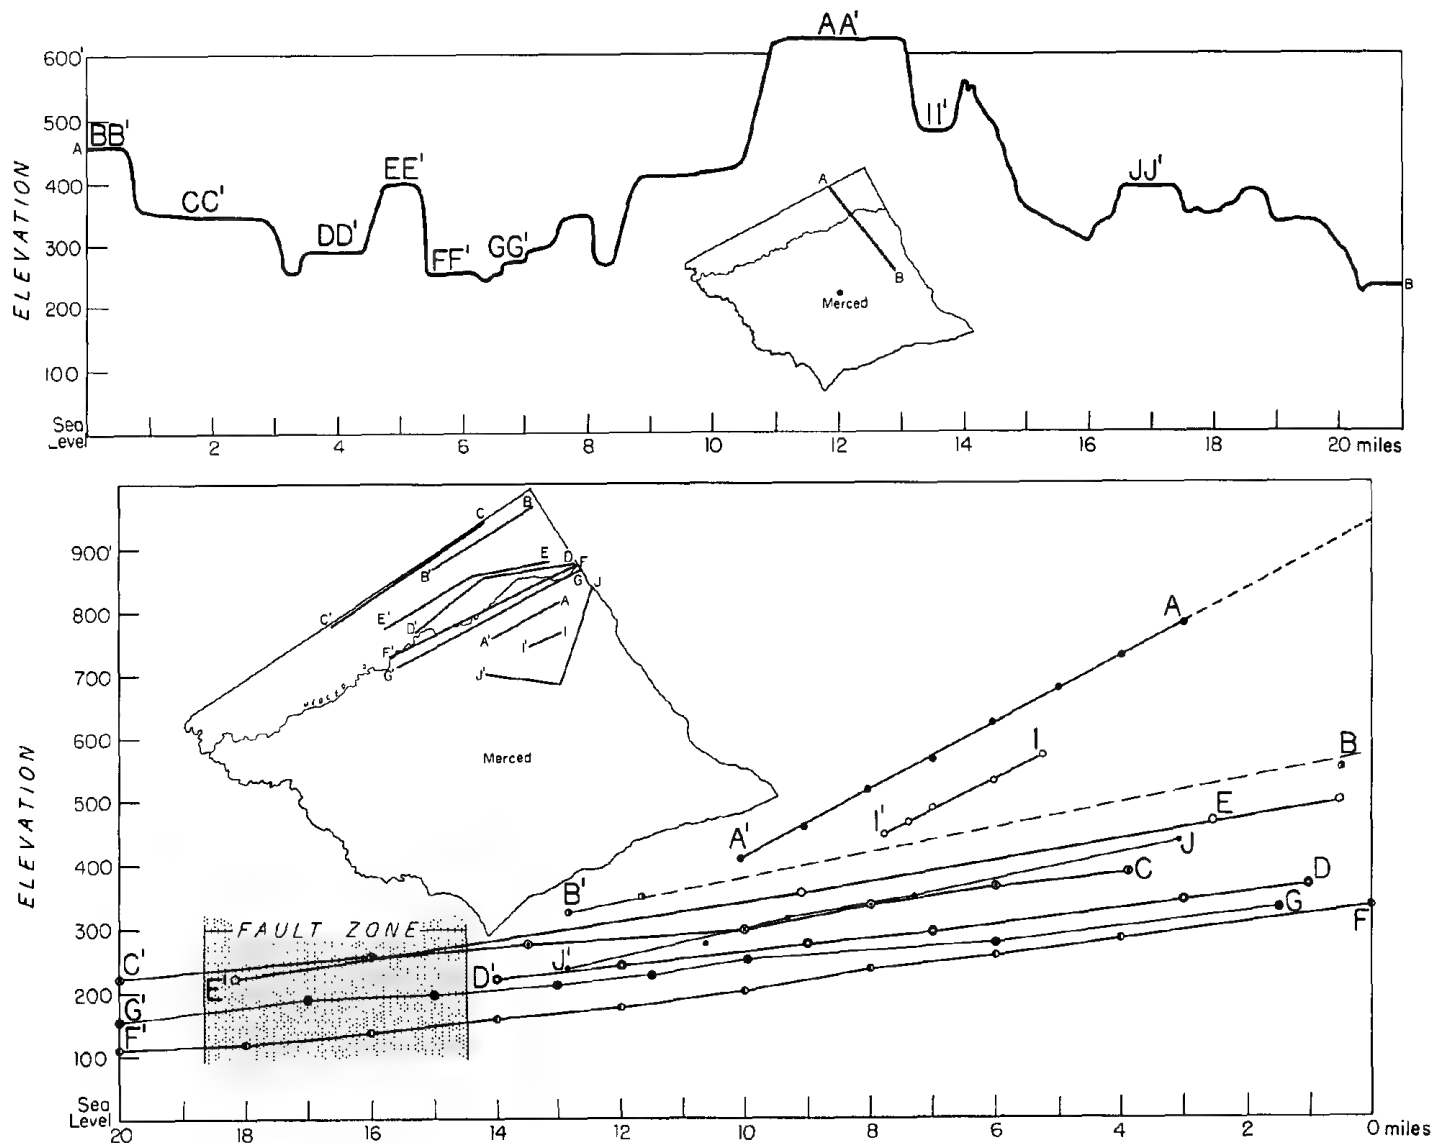 AA'
600'
500
BB'
A
II'
EE'
JJ'
400
CC'
A
DD'
GG'
300
FF'
B
B
200
Merced
100
ELEVATION
Sea
Level
2 4 6 8 10 12 14 16 18 20 miles
B
C
E D F
G J
B'
A
C'
E'
D'
A' I
F' I'
G' J'
Merced
900'
800
A
700
600
I
B
500
I'
E
A'
J
400
B'
C
D
G
FAULT ZONE
300
F
C'
J'
E' D'
200
G'
F'
100
ELEVATION
Sea
Level
20 18 16 14 12 10 8 6 4 2 0 miles